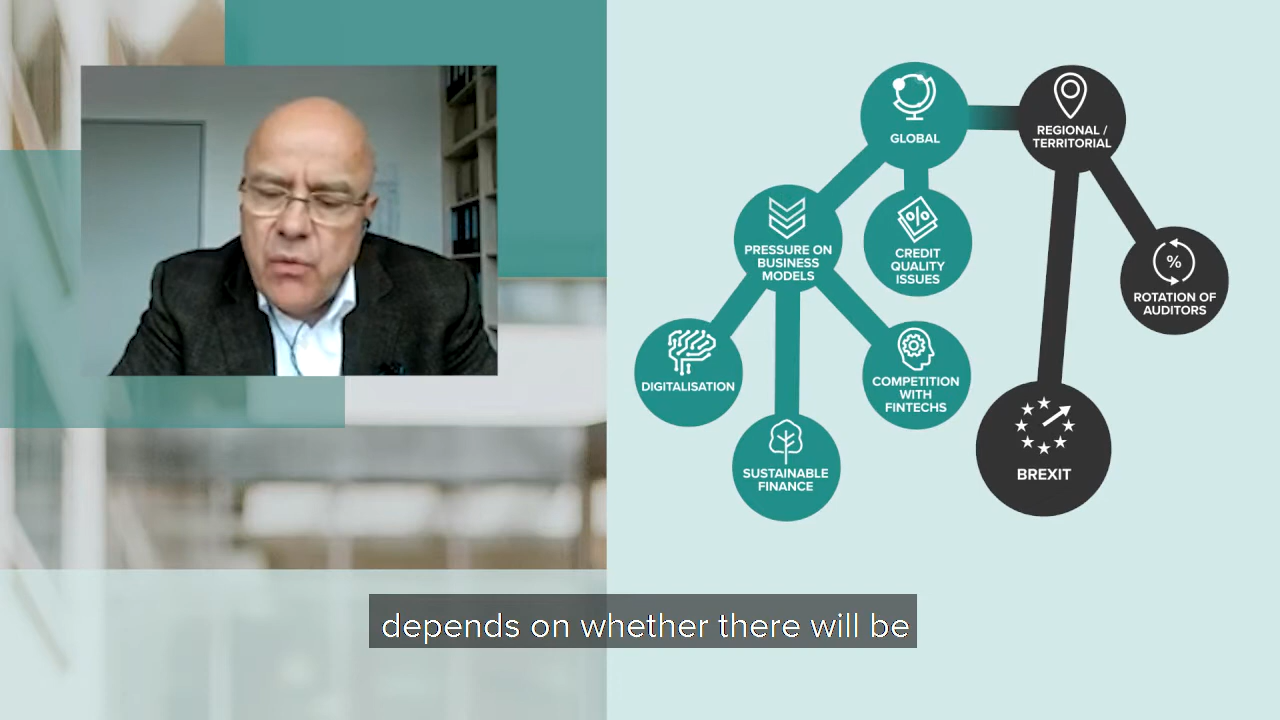 GLOBAL
REGIONAL /
TERRITORIAL
PRESSURE ON
BUSINESS
MODELS
CREDIT
QUALITY
ISSUES
%
%
ROTATION OF
AUDITORS
DIGITALISATION
COMPETITION
WITH
FINTECHS
SUSTAINABLE
FINANCE
BREXIT
depends on whether there will be